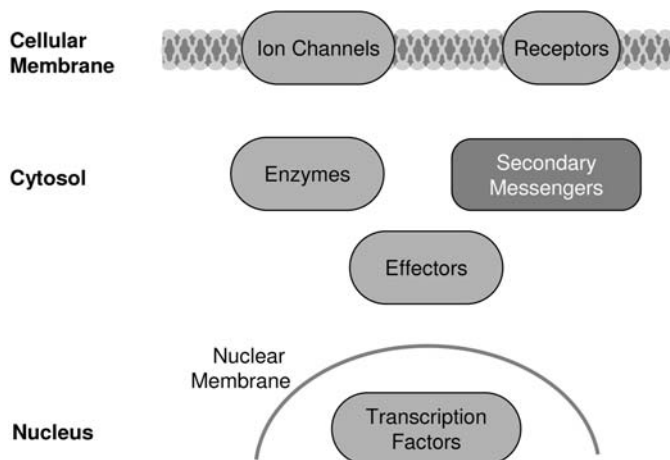 Cellular
Membrane
Ion Channels
Receptors
Cytosol
Enzymes
Secondary
Messengers
Effectors
Nuclear
Membrane
Nucleus
Transcription
Factors